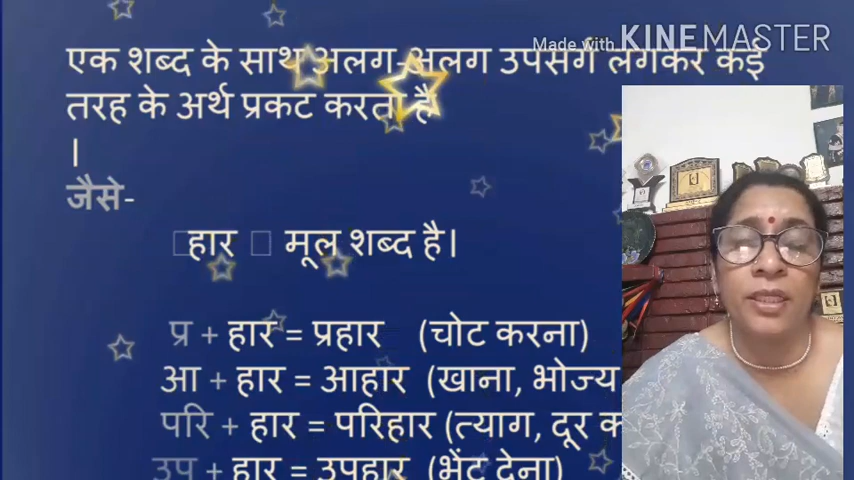 Made with KINEMASTER
एक शब्द के साथ अलग-अलग उपसर्ग लगकर कई
तरह के अर्थ प्रकट करता है
।
जैसे-
हार मूल शब्द है।
प्र + हार = प्रहार (चोट करना)
आ + हार = आहार (खाना, भोज्य
परि + हार = परिहार (त्याग, दूर
उप + हार = उपहार (भेंट देना)